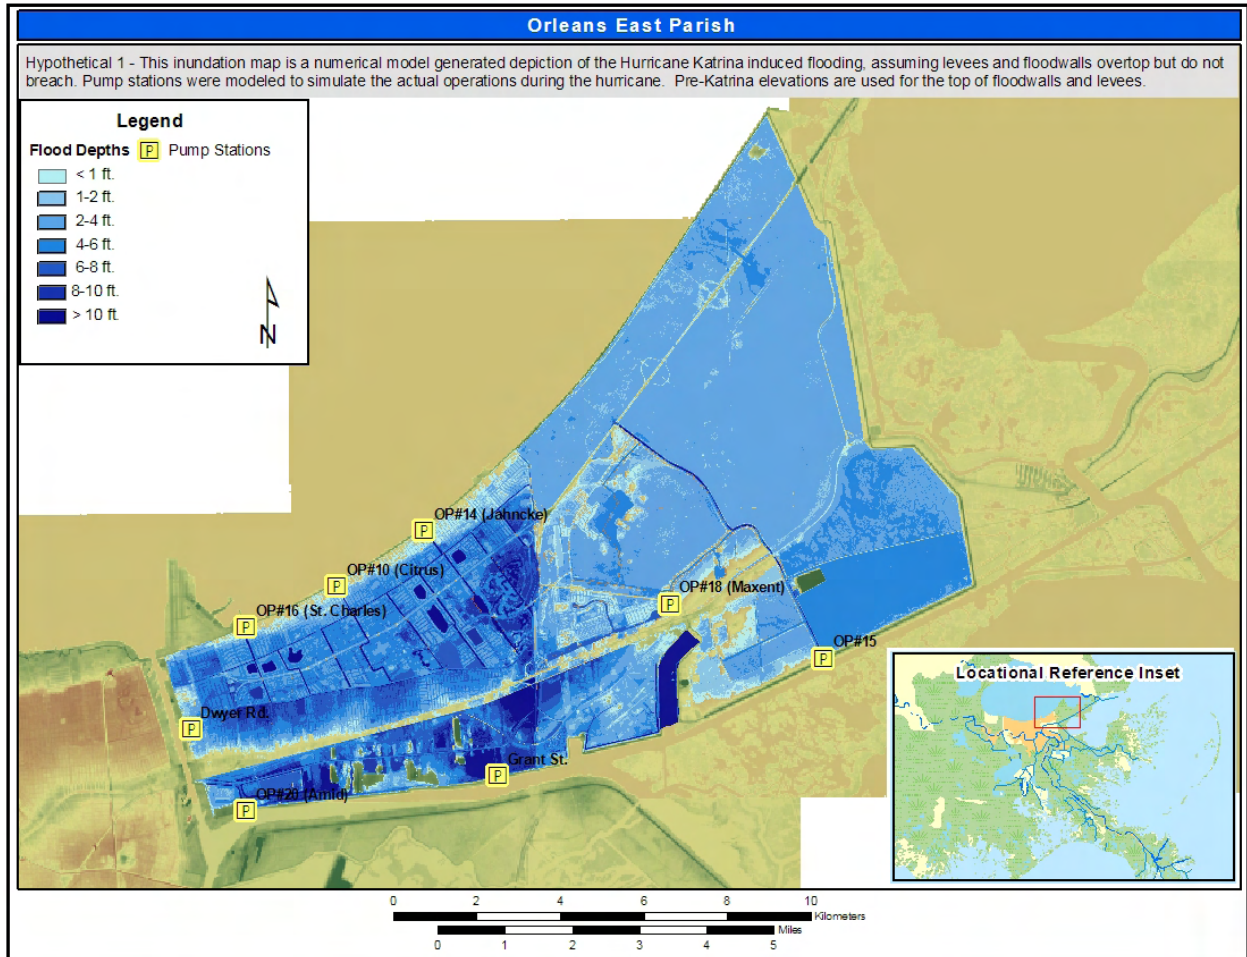 Orleans East Parish
Hypothetical 1 - This inundation map is a numerical model generated depiction of the Hurricane Katrina induced flooding, assuming levees and floodwalls overtop but do not
breach. Pump stations were modeled to simulate the actual operations during the hurricane. Pre-Katrina elevations are used for the top of floodwalls and levees.
Legend
Flood Depths P Pump Stations
< 1 ft.
1-2 ft.
2-4 ft.
4-6 ft.
6-8 ft.
8-10 ft.
> 10 ft.
N
OP#14 (Jahncke)
P
OP#10 (Citrus)
P
OP#18 (Maxent)
P
OP#16 (St. Charles)
P
OP#15
P
Dwyer Rd.
P
Grant St.
P
OP#20 (Amid)
P
Locational Reference Inset
0 2 4 6 8 10
Kilometers
Miles
0 1 2 3 4 5